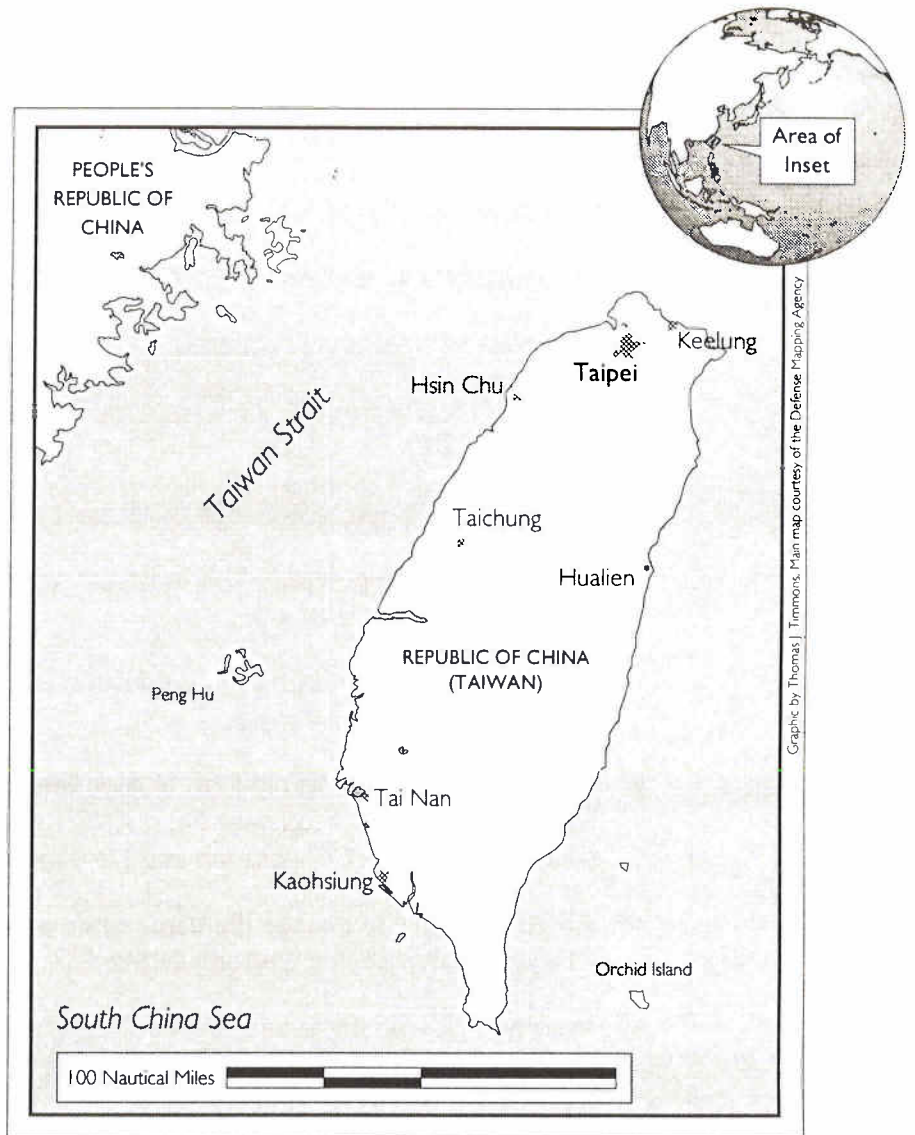 Area of
Inset
PEOPLE'S
REPUBLIC OF
CHINA
Keelung
Taipei
Hsin Chu
Taiwan Strait
Taichung
Hualien
REPUBLIC OF CHINA
(TAIWAN)
Peng Hu
Tai Nan
Kaohsiung
Orchid Island
South China Sea
100 Nautical Miles
Graphic by Thomas J Timmons. Main map courtesy of the Defense Mapping Agency